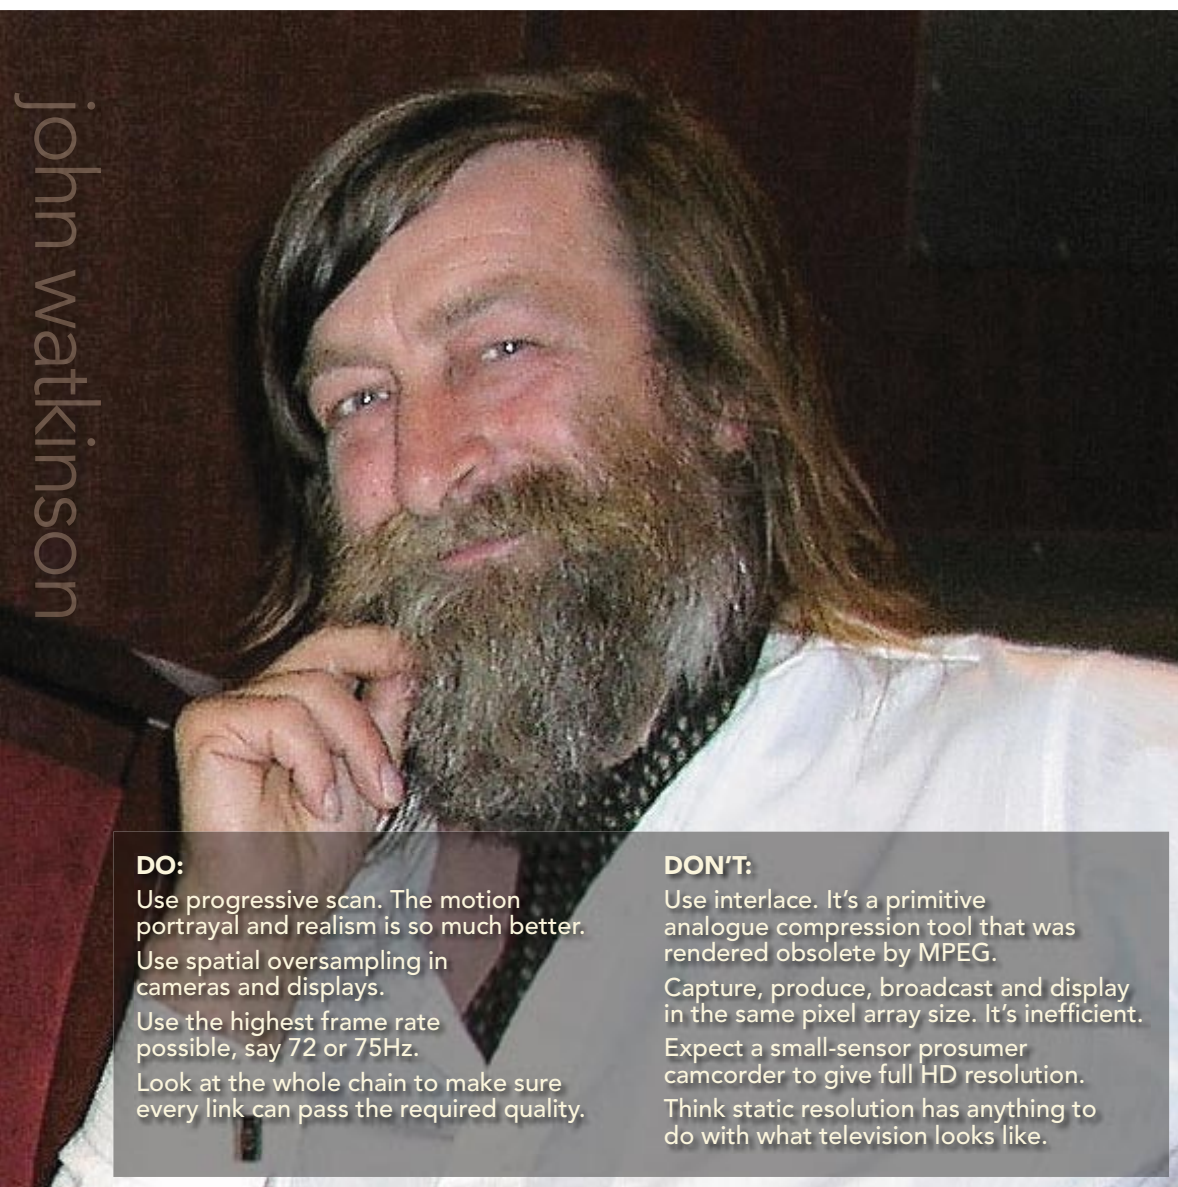 john watkinson
DO:
Use progressive scan. The motion
portrayal and realism is so much better.
Use spatial oversampling in
cameras and displays.
Use the highest frame rate
possible, say 72 or 75Hz.
Look at the whole chain to make sure
every link can pass the required quality.
DON’T:
Use interlace. It’s a primitive
analogue compression tool that was
rendered obsolete by MPEG.
Capture, produce, broadcast and display
in the same pixel array size. It’s inefficient.
Expect a small-sensor prosumer
camcorder to give full HD resolution.
Think static resolution has anything to
do with what television looks like.